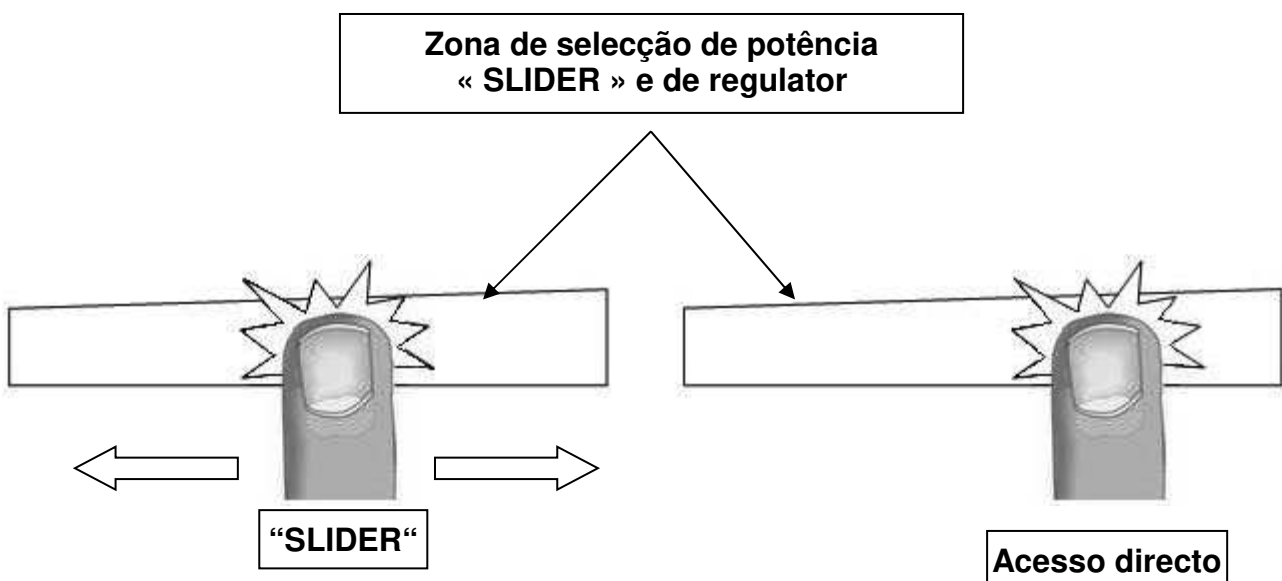 Zona de selecção de potência
« SLIDER » e de regulator
“SLIDER“
Acesso directo